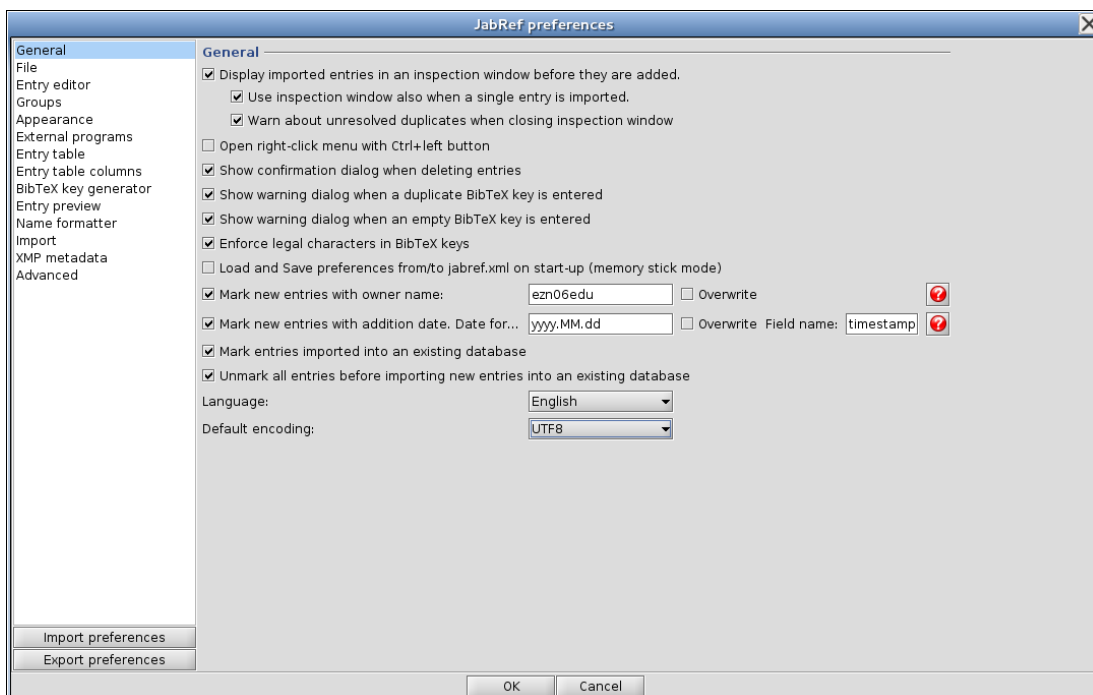 JabRef preferences
General
File
Entry editor
Groups
Appearance
External programs
Entry table
Entry table columns
BibTeX key generator
Entry preview
Name formatter
Import
XMP metadata
Advanced
Import preferences
Export preferences
General
Display imported entries in an inspection window before they are added.
Use inspection window also when a single entry is imported.
Warn about unresolved duplicates when closing inspection window
Open right-click menu with Ctrl+left button
Show confirmation dialog when deleting entries
Show warning dialog when a duplicate BibTeX key is entered
Show warning dialog when an empty BibTeX key is entered
Enforce legal characters in BibTeX keys
Load and Save preferences from/to jabref.xml on start-up (memory stick mode)
Mark new entries with owner name: ezn06edu Overwrite ?
Mark new entries with addition date. Date for... yyyy.MM.dd Overwrite Field name: timestamp ?
Mark entries imported into an existing database
Unmark all entries before importing new entries into an existing database
Language: English
Default encoding: UTF8
OK Cancel